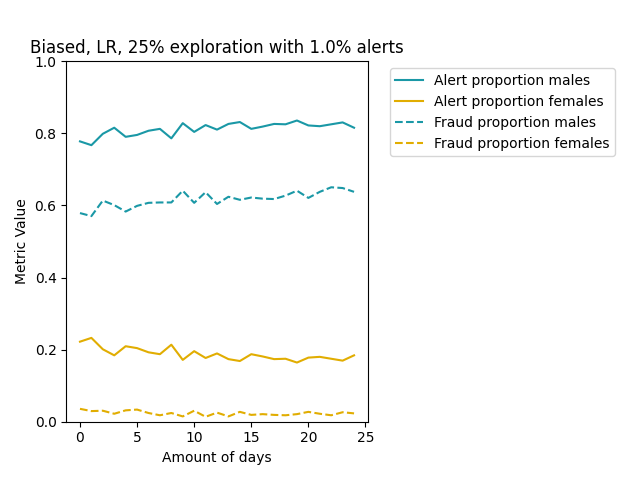 Biased, LR, 25% exploration with 1.0% alerts
Alert proportion males
Alert proportion females
Fraud proportion males
Fraud proportion females
Metric Value
1.0
0.8
0.6
0.4
0.2
0.0
0 5 10 15 20 25
Amount of days